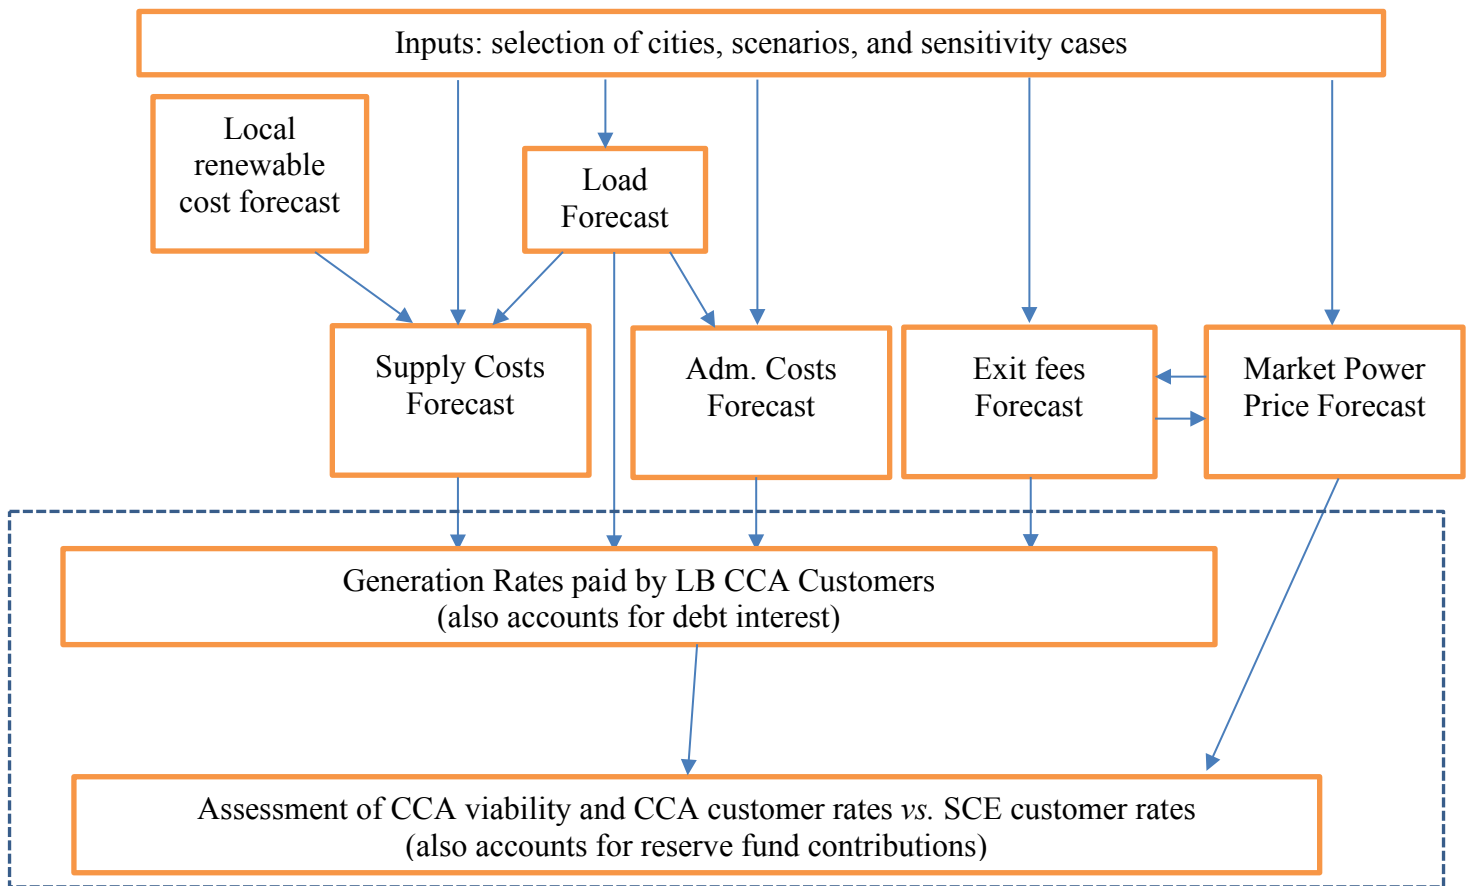 Inputs: selection of cities, scenarios, and sensitivity cases
Local
renewable
cost forecast
Load
Forecast
Supply Costs
Forecast
Adm. Costs
Forecast
Exit fees
Forecast
Market Power
Price Forecast
Generation Rates paid by LB CCA Customers
(also accounts for debt interest)
Assessment of CCA viability and CCA customer rates vs. SCE customer rates
(also accounts for reserve fund contributions)